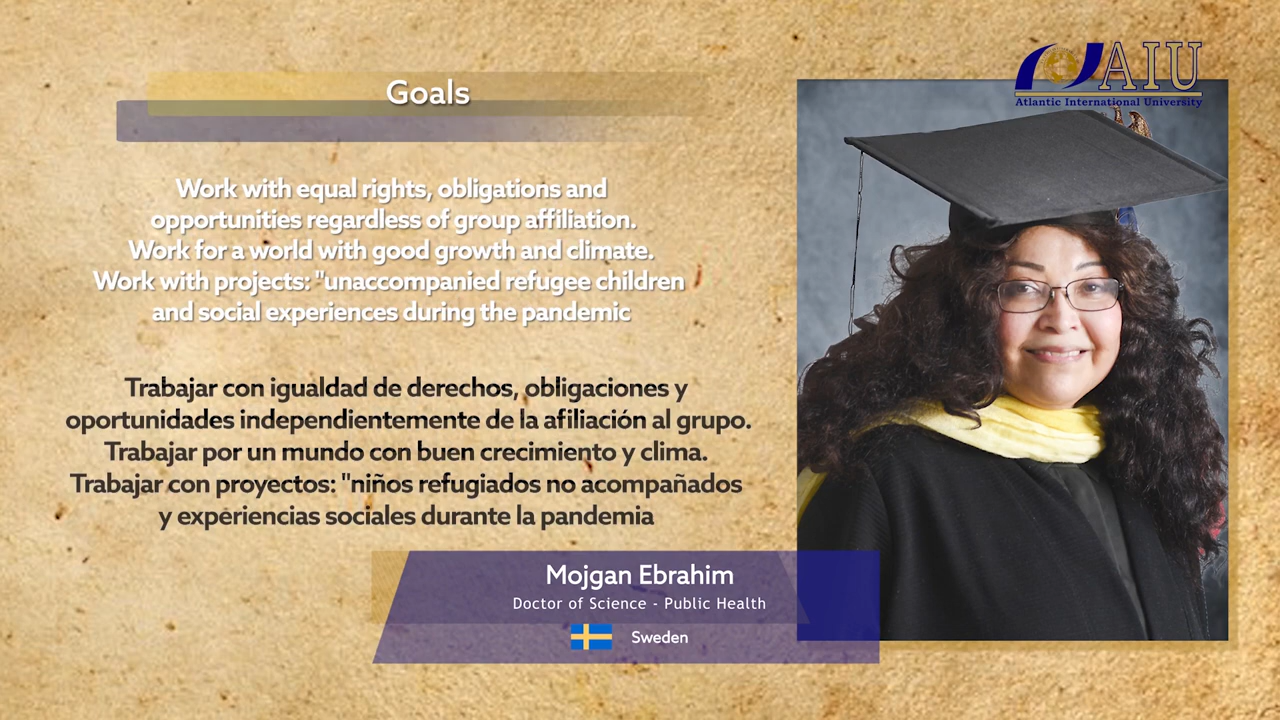 AIU
Atlantic International University
Goals
Work with equal rights, obligations and
opportunities regardless of group affiliation.
Work for a world with good growth and climate.
Work with projects: "unaccompanied refugee children
and social experiences during the pandemic
Trabajar con igualdad de derechos, obligaciones y
oportunidades independientemente de la afiliación al grupo.
Trabajar por un mundo con buen crecimiento y clima.
Trabajar con proyectos: "niños refugiados no acompañados
y experiencias sociales durante la pandemia
Mojgan Ebrahim
Doctor of Science - Public Health
Sweden